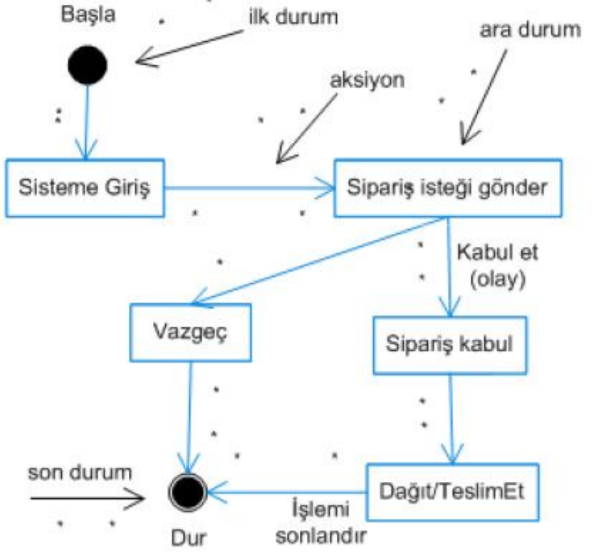 Başla
ilk durum
ara durum
aksiyon
Sisteme Giriş
Sipariş isteği gönder
Kabul et
(olay)
Vazgeç
Sipariş kabul
son durum
Dağıt/TeslimEt
İşlemi
sonlandır
Dur